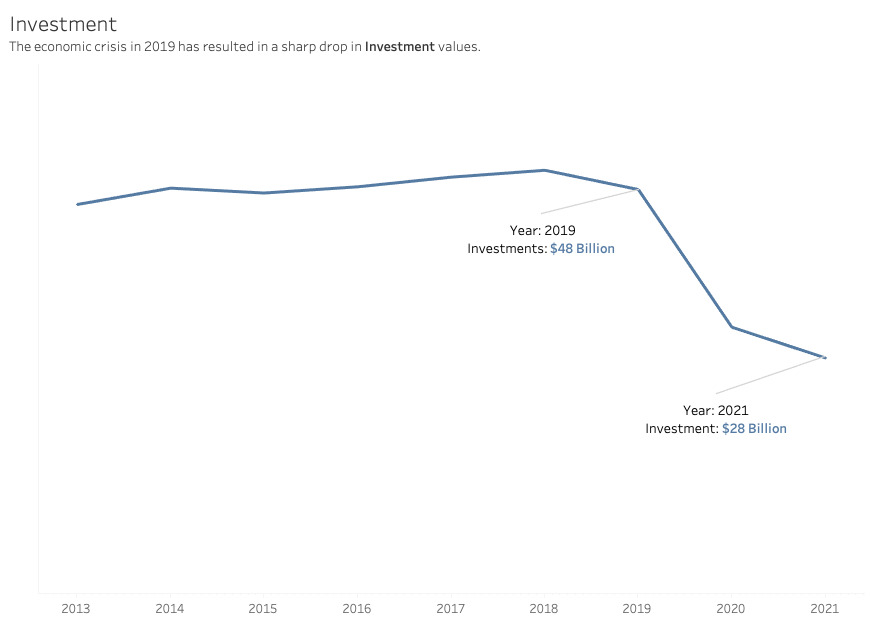 Investment
The economic crisis in 2019 has resulted in a sharp drop in Investment values.
Year: 2019
Investments: $48 Billion
Year: 2021
Investment: $28 Billion
2013 2014 2015 2016 2017 2018 2019 2020 2021